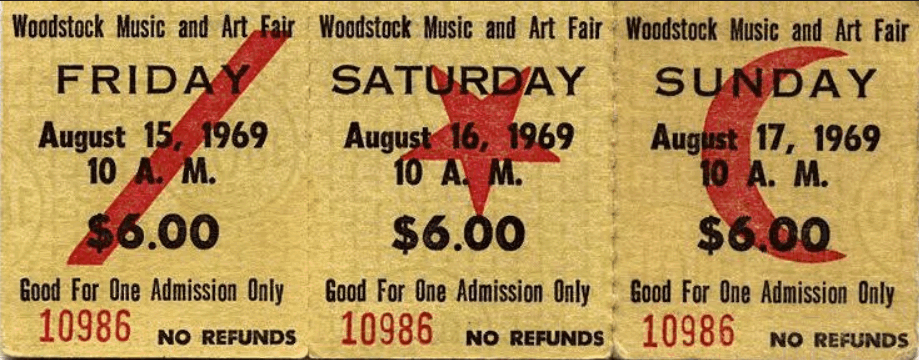 Woodstock Music and Art Fair
FRIDAY
August 15, 1969
10 A. M.
$6.00
Good For One Admission Only
10986 NO REFUNDS
Woodstock Music and Art Fair
SATURDAY
August 16, 1969
10 A. M.
$6.00
Good For One Admission Only
10986 NO REFUNDS
Woodstock Music and Art Fair
SUNDAY
August 17, 1969
10 A. M.
$6.00
Good For One Admission Only
10986 NO REFUNDS